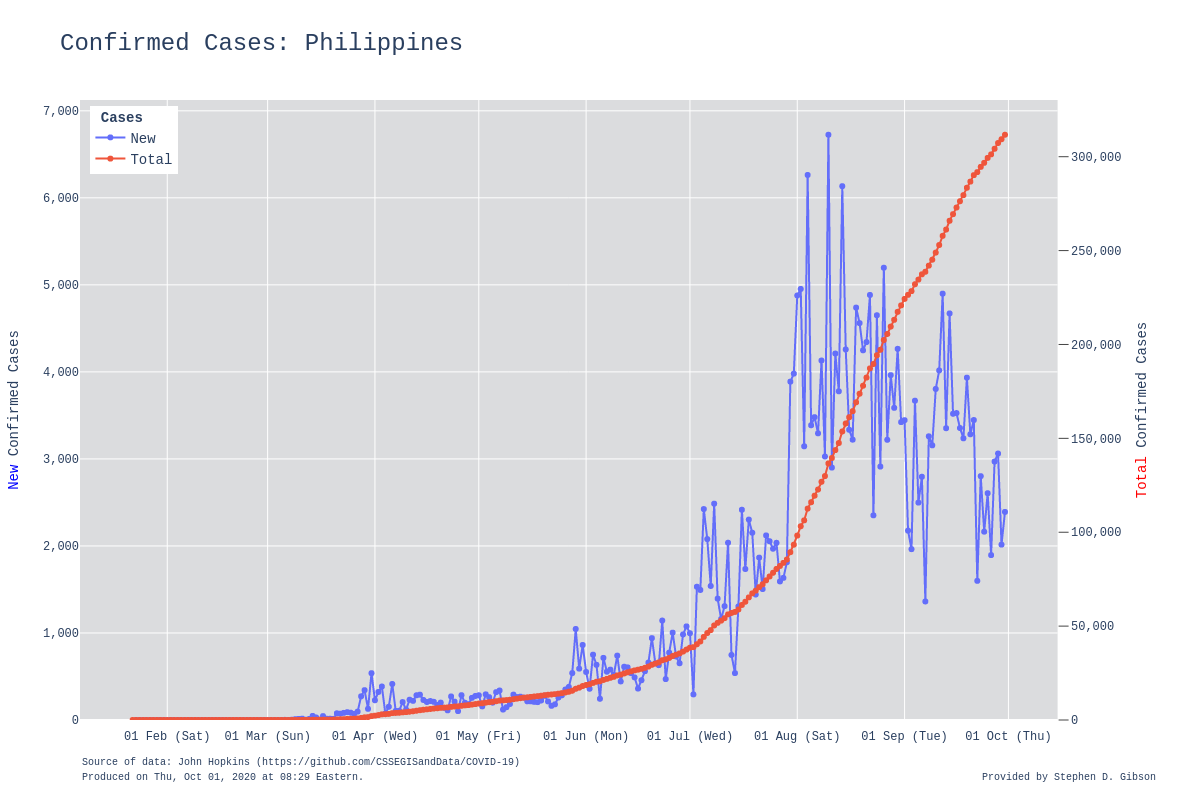 Confirmed Cases: Philippines
Cases
New
Total
7,000
6,000
5,000
4,000
3,000
2,000
1,000
0
300,000
250,000
200,000
150,000
100,000
50,000
0
New Confirmed Cases
Total Confirmed Cases
01 Feb (Sat) 01 Mar (Sun) 01 Apr (Wed) 01 May (Fri) 01 Jun (Mon) 01 Jul (Wed) 01 Aug (Sat) 01 Sep (Tue) 01 Oct (Thu)
Source of data: John Hopkins (https://github.com/CSSEGISandData/COVID-19)
Produced on Thu, Oct 01, 2020 at 08:29 Eastern.
Provided by Stephen D. Gibson